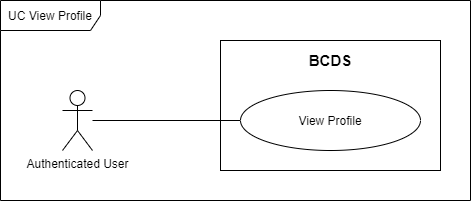 UC View Profile
BCDS
View Profile
Authenticated User